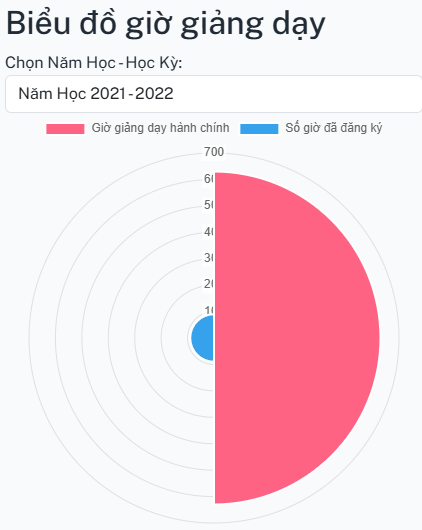 Biểu đồ giờ giảng dạy
Chọn Năm Học - Học Kỳ:
Năm Học 2021 - 2022
Giờ giảng dạy hành chính Số giờ đã đăng ký
700